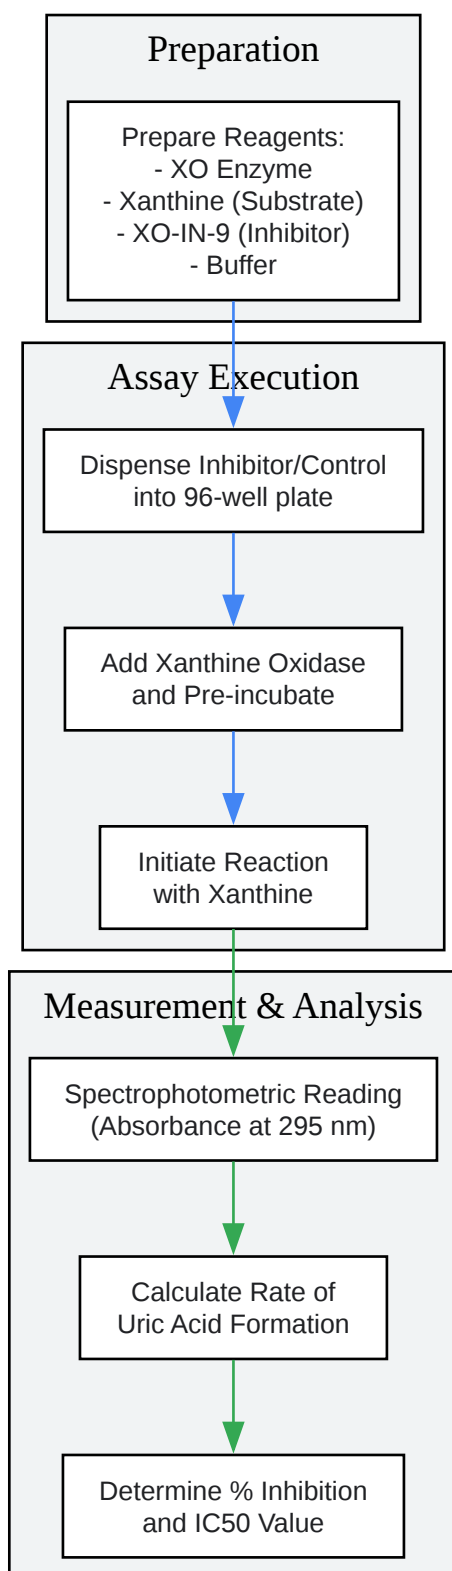 Preparation
Prepare Reagents:
- XO Enzyme
- Xanthine (Substrate)
- XO-IN-9 (Inhibitor)
- Buffer
Assay Execution
Dispense Inhibitor/Control
into 96-well plate
Add Xanthine Oxidase
and Pre-incubate
Initiate Reaction
with Xanthine
Measurement & Analysis
Spectrophotometric Reading
(Absorbance at 295 nm)
Calculate Rate of
Uric Acid Formation
Determine % Inhibition
and IC50 Value